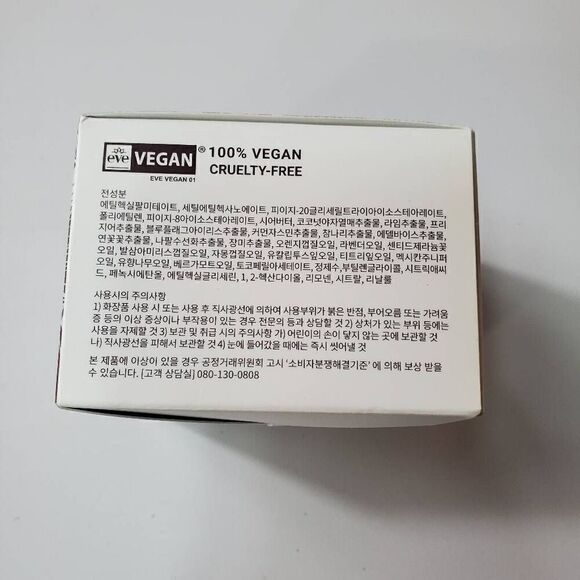 eve VEGAN® 100% VEGAN
EVE VEGAN 01 CRUELTY-FREE
전성분
에틸헥실팔미테이트, 세틸에틸헥사노에이트, 피이지-20글리세릴트라이아이소스테아레이트,
폴리에틸렌, 피이지-8아이소스테아레이트, 시어버터, 코코넛야자열매추출물, 라임추출물, 프리
지어추출물, 블루플래그아이리스추출물, 커먼자스민추출물, 창나리추출물, 에델바이스추출물,
연꽃꽃추출물, 나팔수선화추출물, 장미추출물, 오렌지껍질오일, 라벤더오일, 센티드제라늄꽃
오일, 발삼아미리스껍질오일, 자몽껍질오일, 유칼립투스잎오일, 티트리잎오일, 멕시칸주니퍼
오일, 유향나무오일, 베르가모트오일, 토코페릴아세테이트, 정제수,부틸렌글라이콜, 시트릭애씨
드, 페녹시에탄올, 에틸헥실글리세린, 1, 2-헥산다이올, 리모넨, 시트랄, 리날롤
사용시의 주의사항
1) 화장품 사용 시 또는 사용 후 직사광선에 의하여 사용부위가 붉은 반점, 부어오름 또는 가려움
증 등의 이상 증상이나 부작용이 있는 경우 전문의 등과 상담할 것 2) 상처가 있는 부위 등에는
사용을 자제할 것 3) 보관 및 취급 시의 주의사항 가) 어린이의 손이 닿지 않는 곳에 보관할 것
나) 직사광선을 피해서 보관할 것 4) 눈에 들어갔을 때에는 즉시 씻어낼 것
본 제품에 이상이 있을 경우 공정거래위원회 고시 '소비자분쟁해결기준' 에 의해 보상 받을
수 있습니다. [고객 상담실] 080-130-0808